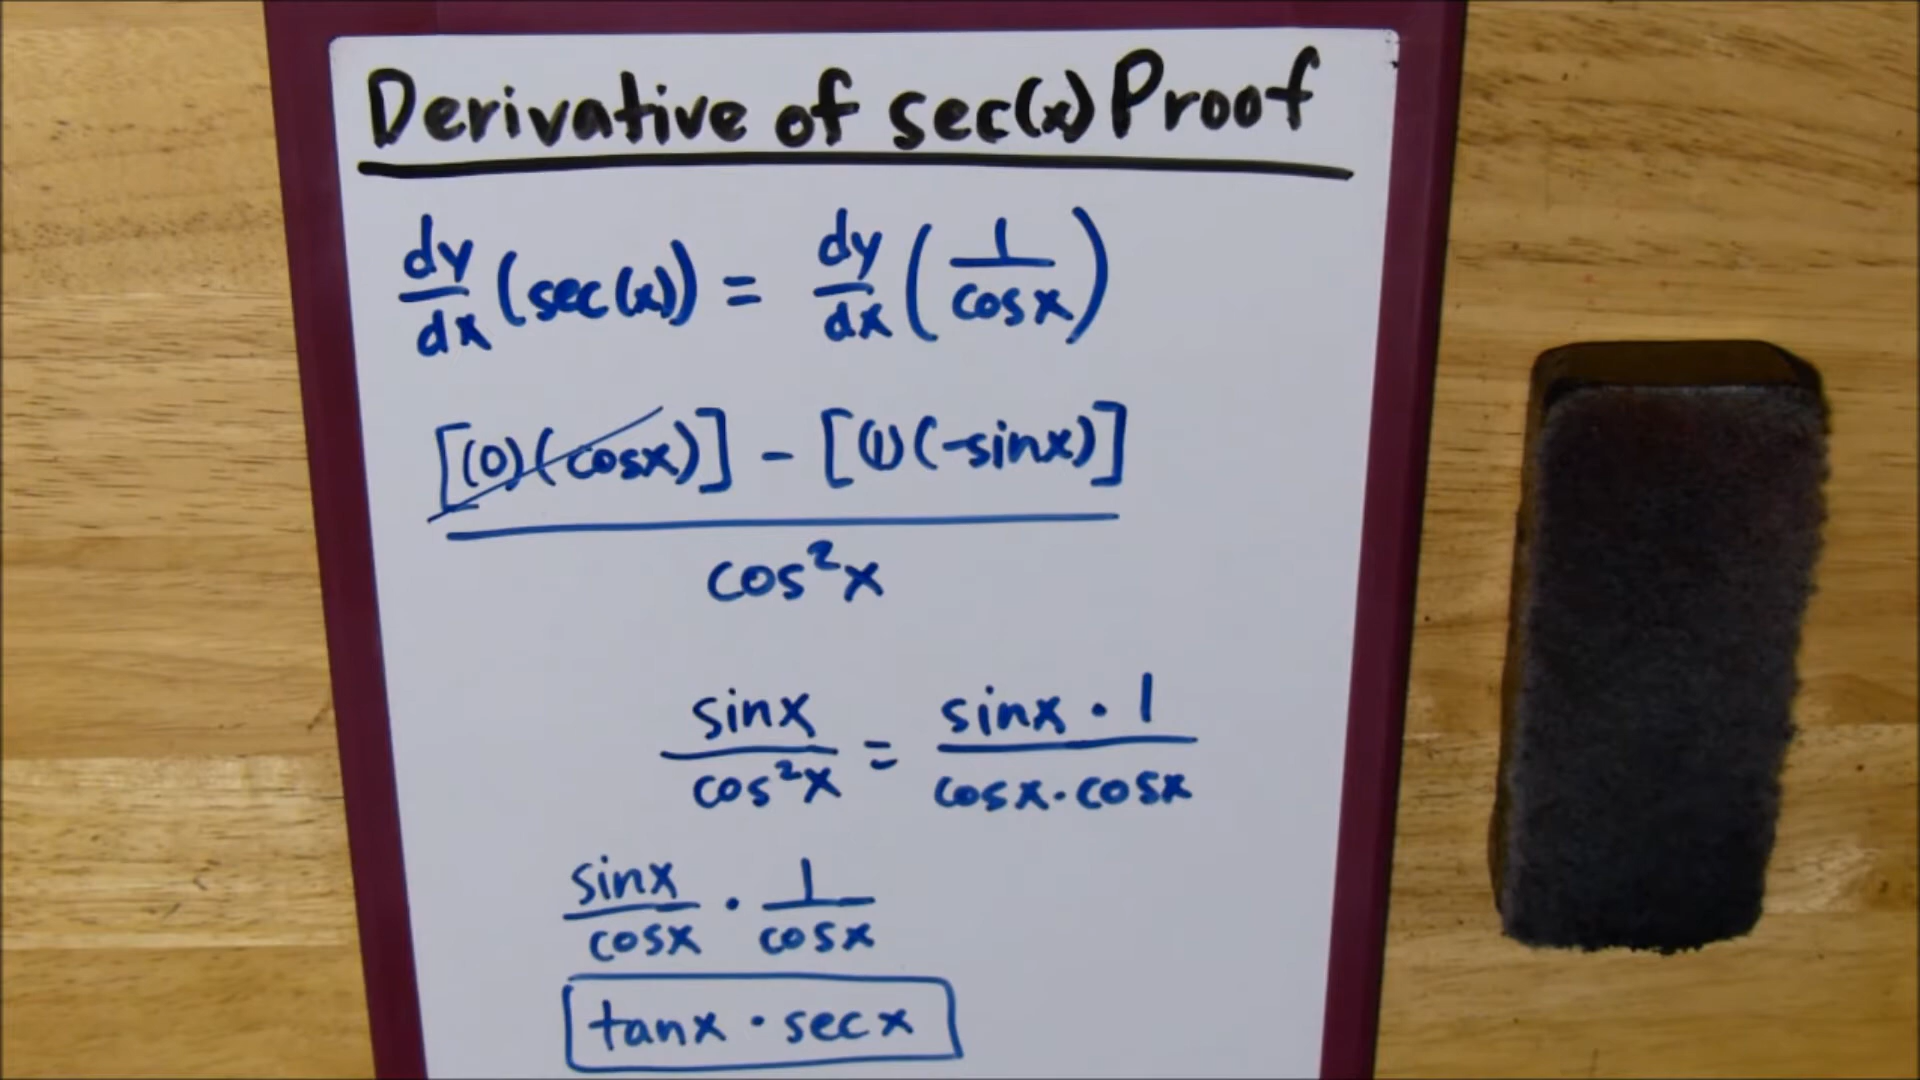 Derivative of sec(x) Proof
dy/dx (sec(x)) = dy/dx (1/cosx)
[(0)(cosx)] - [(1)(-sinx)]
cos²x
sinx/cos²x = sinx · 1/cosx · cosx
sinx/cosx · 1/cosx
tanx · secx